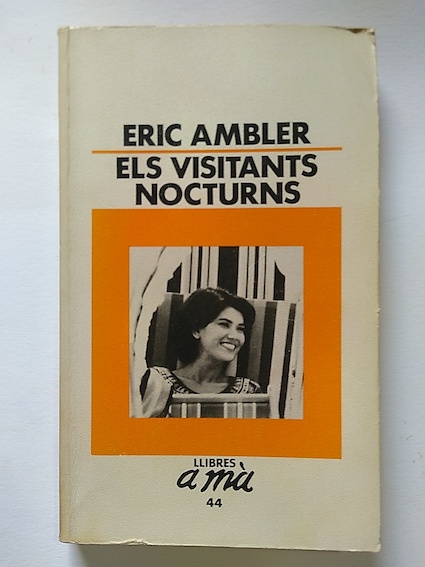 ERIC AMBLER
ELS VISITANTS
NOCTURNS
LLIBRES
a mà
44